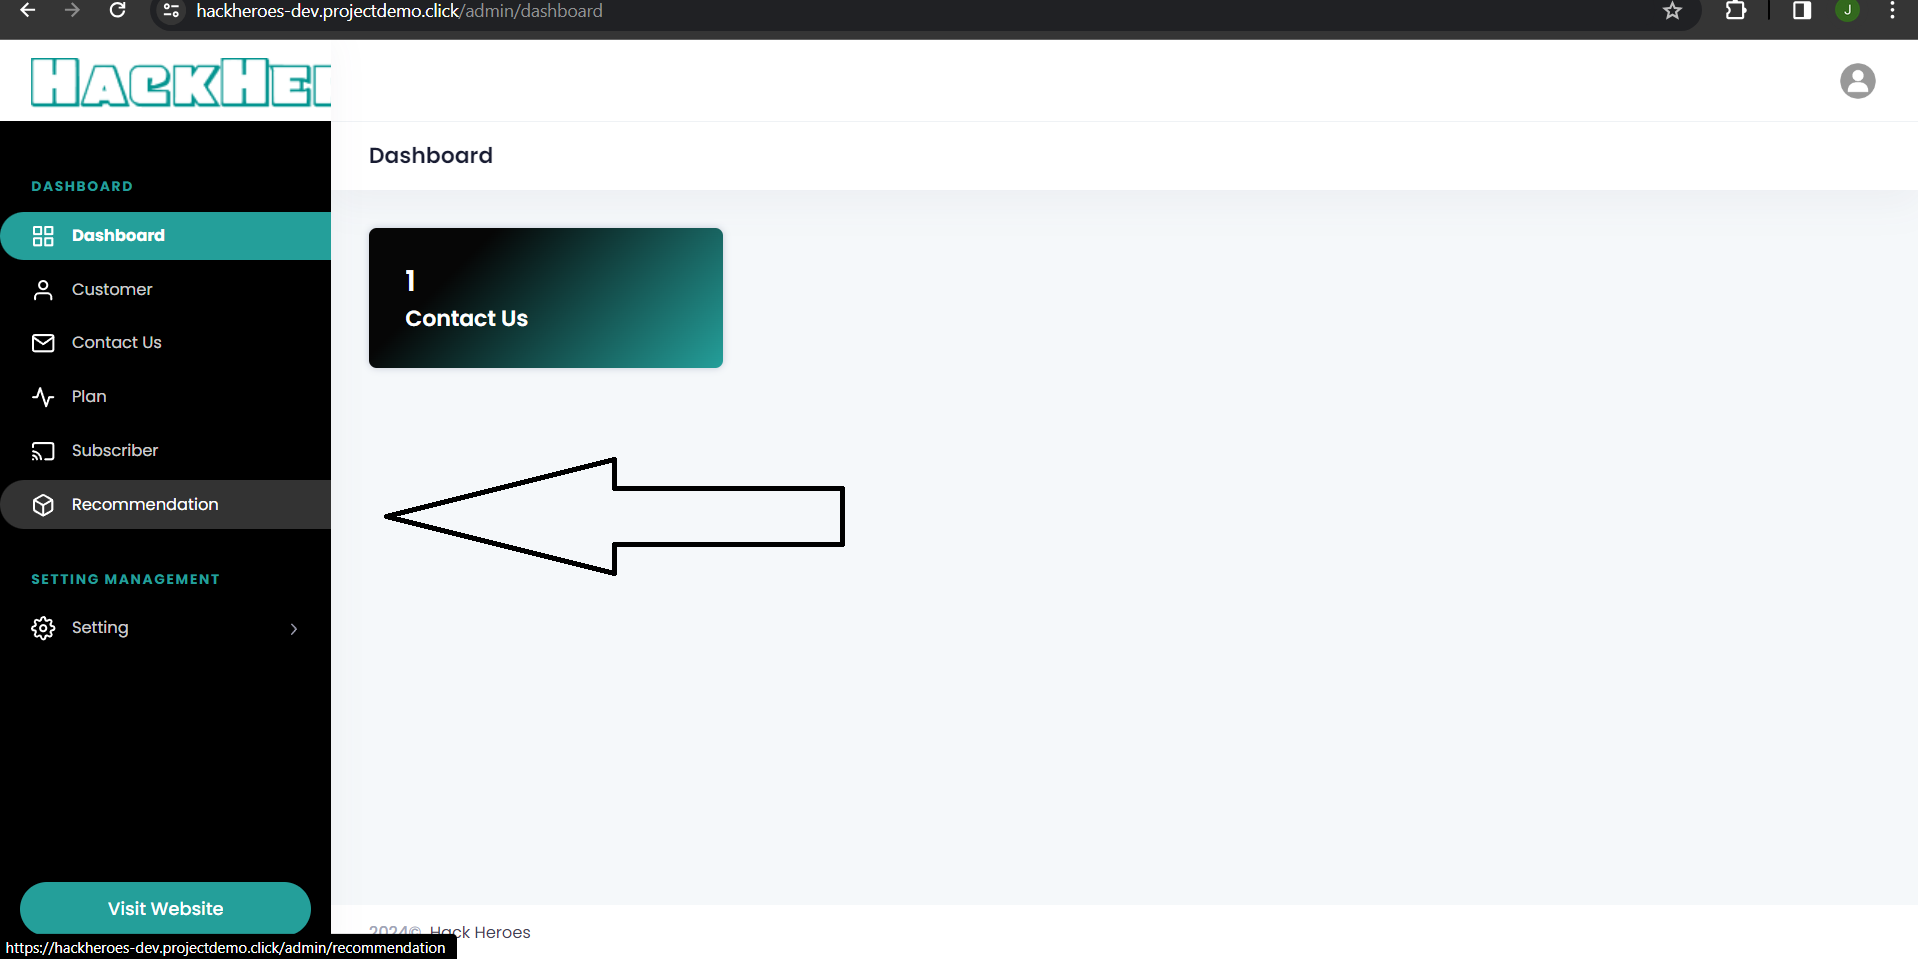 hackheroes-dev.projectdemo.click/admin/dashboard
J
HACKHE
Dashboard
DASHBOARD
Dashboard
Customer
Contact Us
Plan
Subscriber
Recommendation
SETTING MANAGEMENT
Setting
Visit Website
1
Contact Us
2024© Hack Heroes
https://hackheroes-dev.projectdemo.click/admin/recommendation